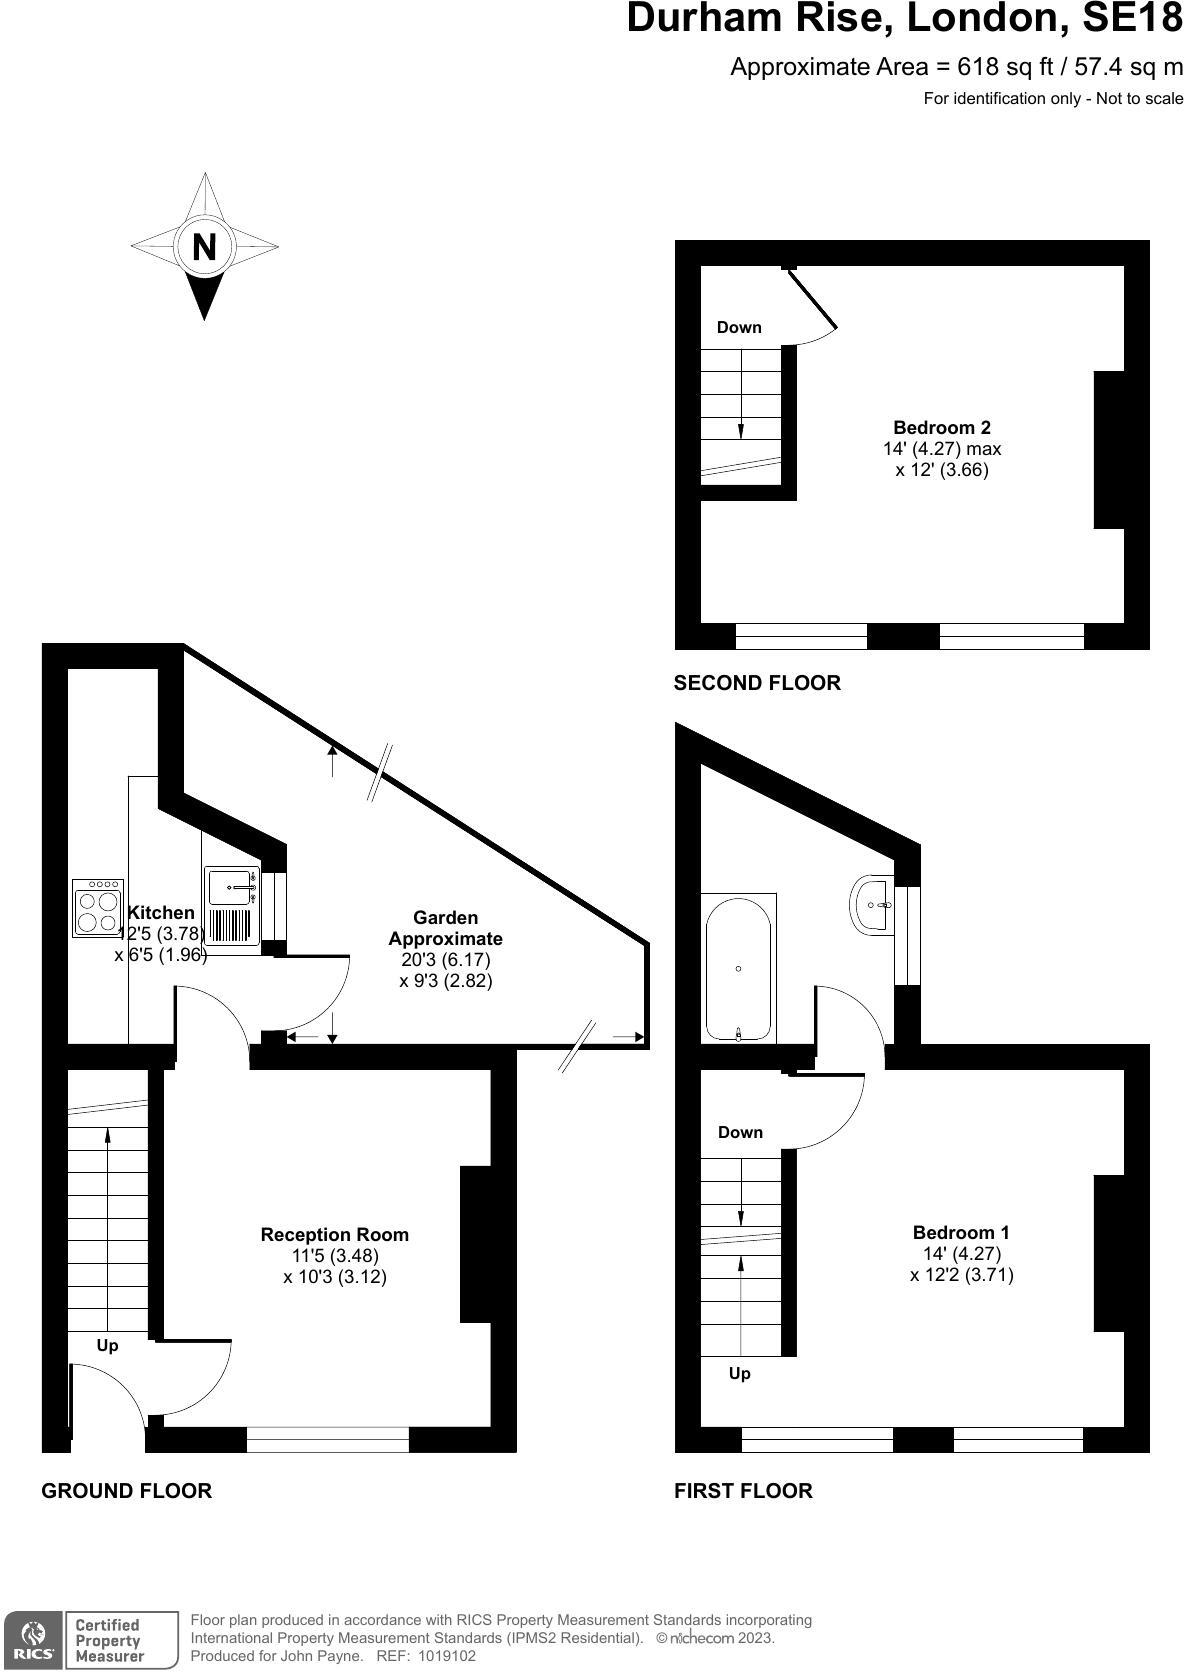 Durham Rise, London, SE18
Approximate Area = 618 sq ft / 57.4 sq m
For identification only - Not to scale
N
Down
Bedroom 2
14' (4.27) max
x 12' (3.66)
SECOND FLOOR
Kitchen
12'5 (3.78)
x 6'5 (1.96)
Garden
Approximate
20'3 (6.17)
x 9'3 (2.82)
Reception Room
11'5 (3.48)
x 10'3 (3.12)
Up
GROUND FLOOR
Down
Bedroom 1
14' (4.27)
x 12'2 (3.71)
Up
FIRST FLOOR
RICS
Certified
Property
Measurer
Floor plan produced in accordance with RICS Property Measurement Standards incorporating
International Property Measurement Standards (IPMS2 Residential). © nichecom 2023.
Produced for John Payne. REF: 1019102